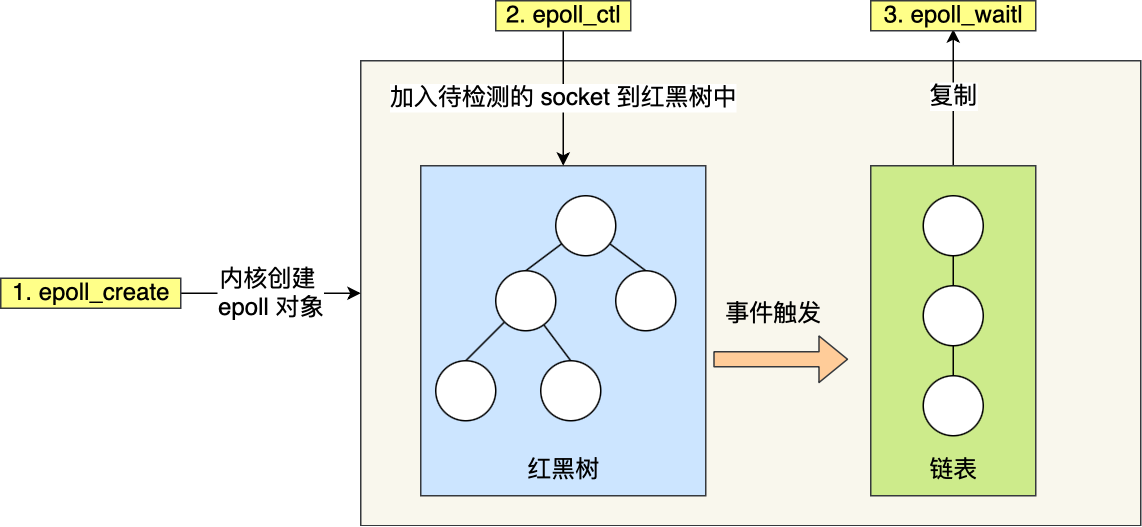 2. epoll_ctl
3. epoll_waitl
加入待检测的 socket 到红黑树中
复制
1. epoll_create
内核创建
epoll 对象
事件触发
红黑树
链表